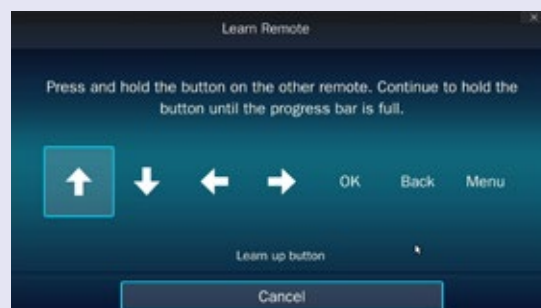 Learn Remote
Press and hold the button on the other remote. Continue to hold the
button until the progress bar is full.
OK Back Menu
Learn up button
Cancel